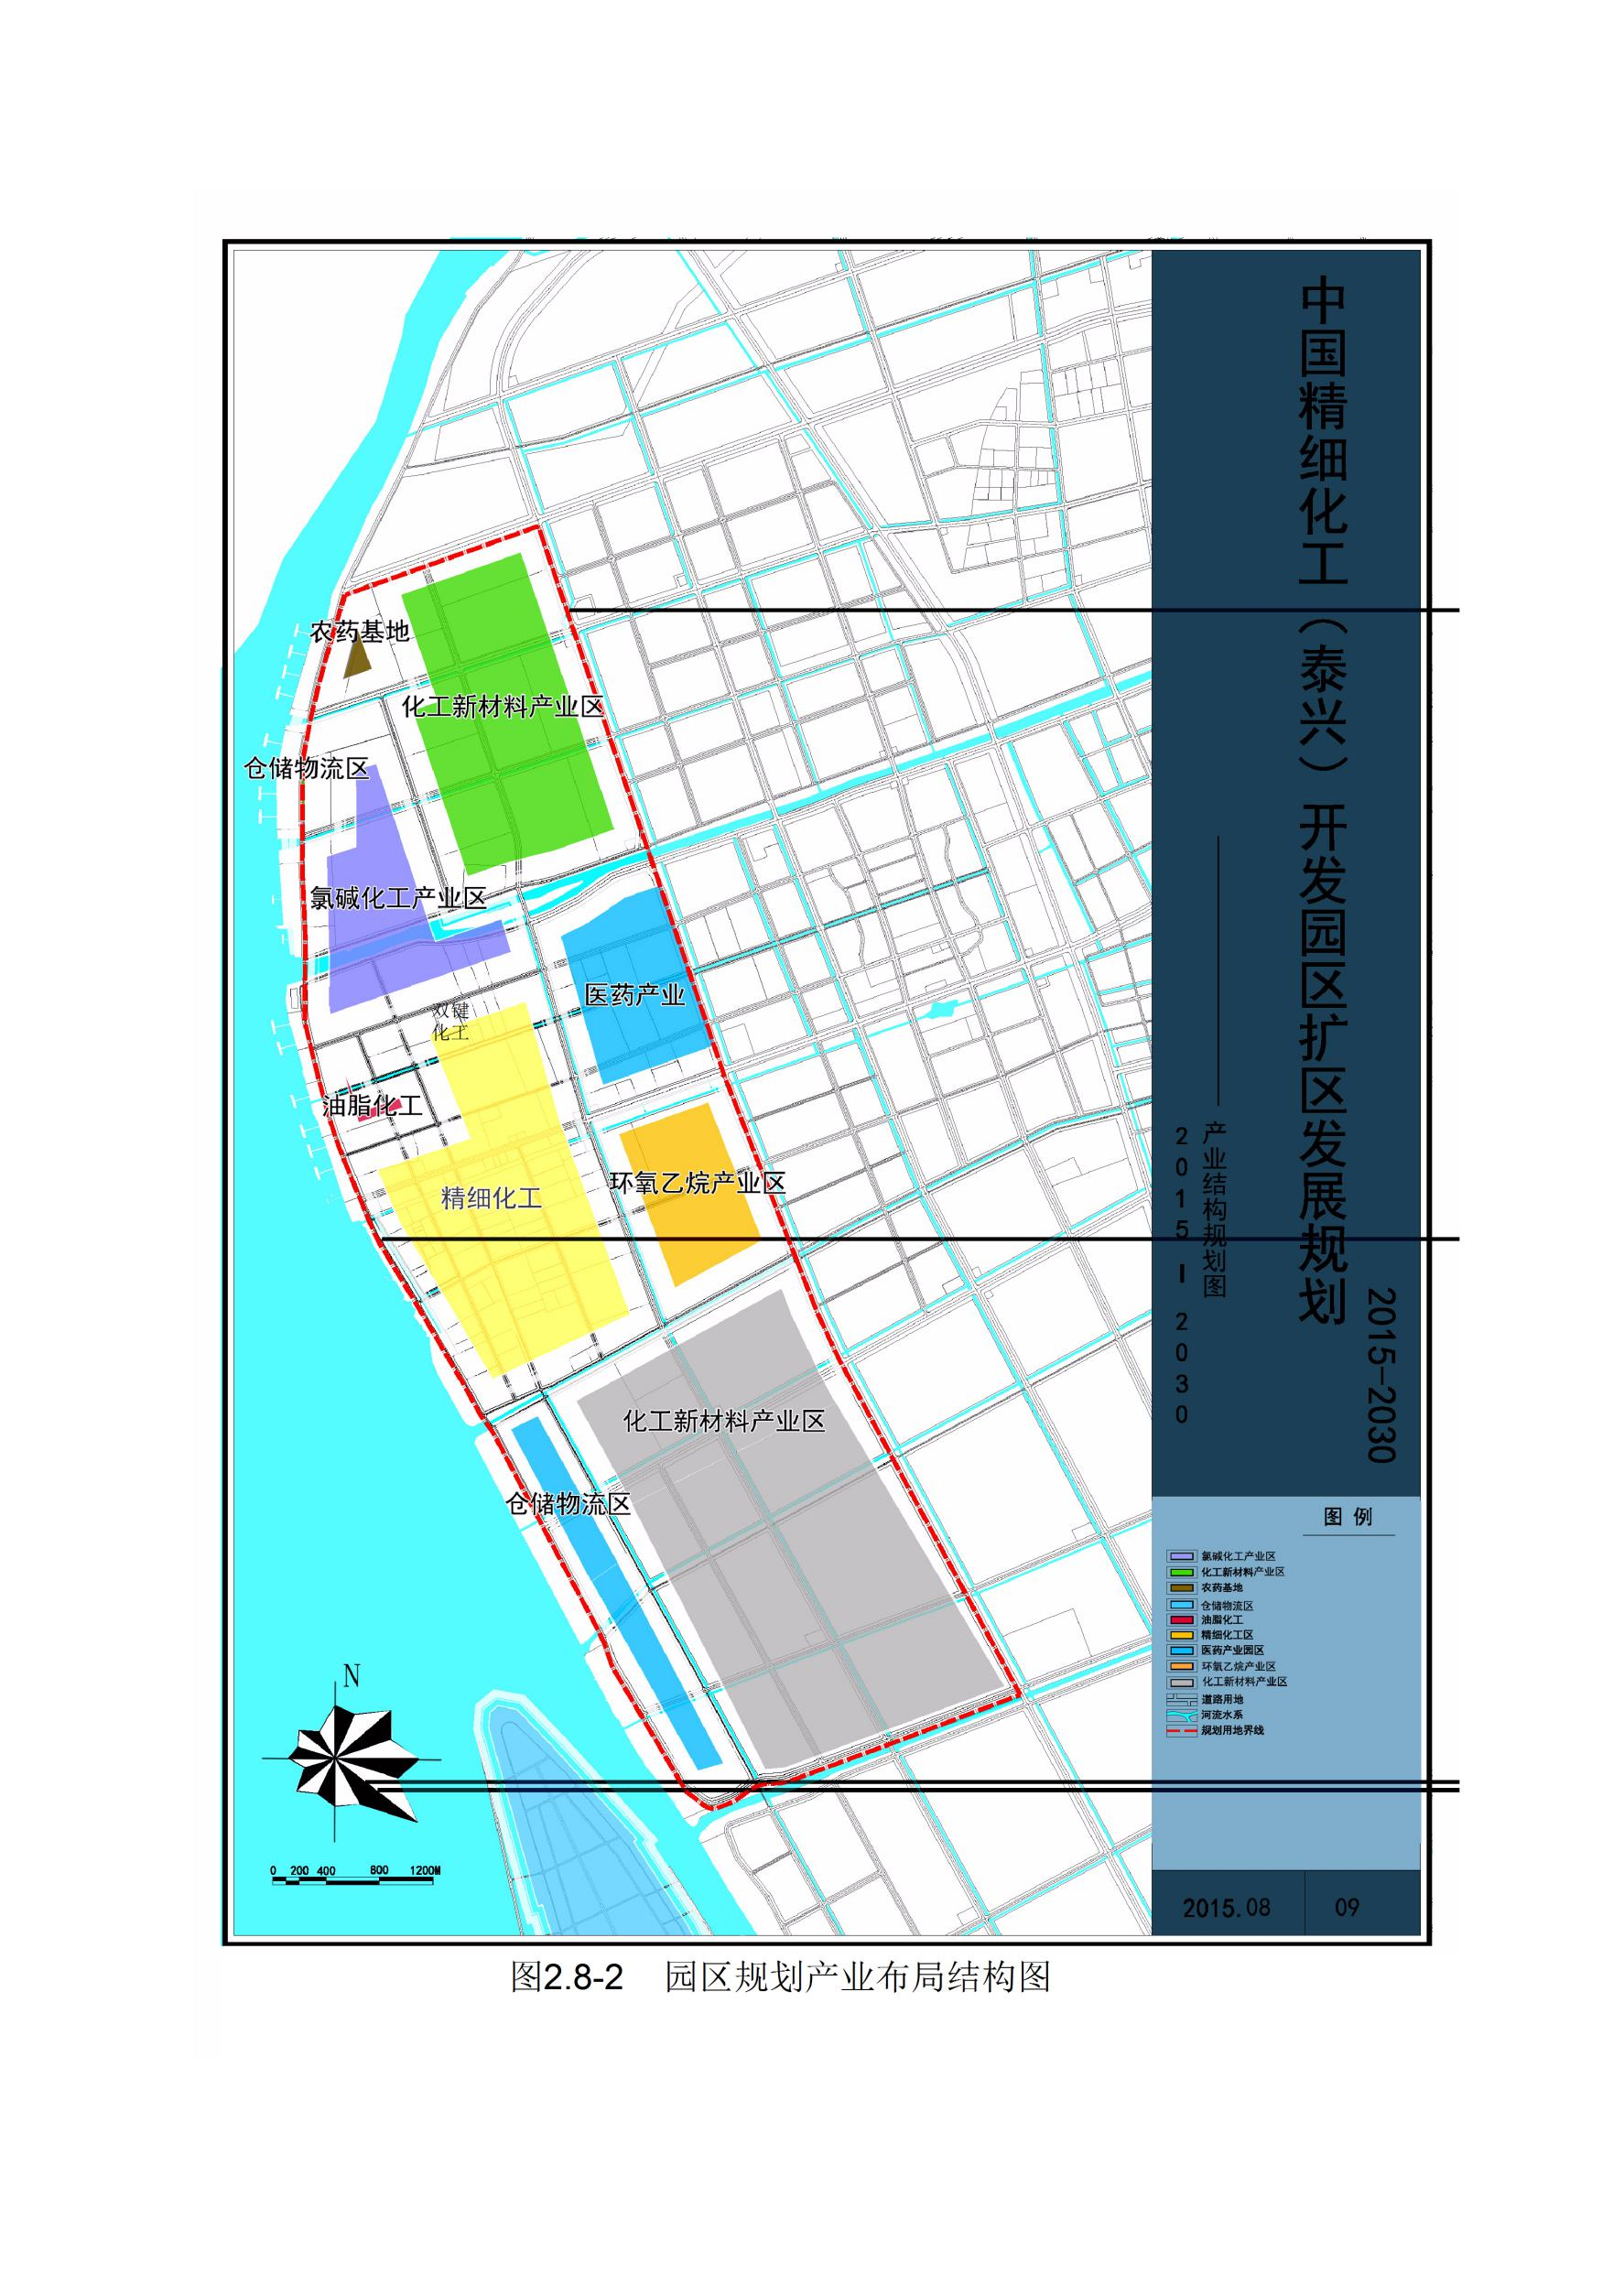 中国精细化工（泰兴）开发园区扩区发展规划
2015-2030
产业结构规划图
2015-2030
农药基地
化工新材料产业区
仓储物流区
氯碱化工产业区
医药产业
双键
化工
油脂化工
环氧乙烷产业区
精细化工
化工新材料产业区
仓储物流区
N
0 200 400 800 1200M
图 例
氯碱化工产业区
化工新材料产业区
农药基地
仓储物流区
油脂化工
精细化工区
医药产业园区
环氧乙烷产业区
化工新材料产业区
道路用地
河流水系
规划用地界线
2015.08
09
图2.8-2 园区规划产业布局结构图